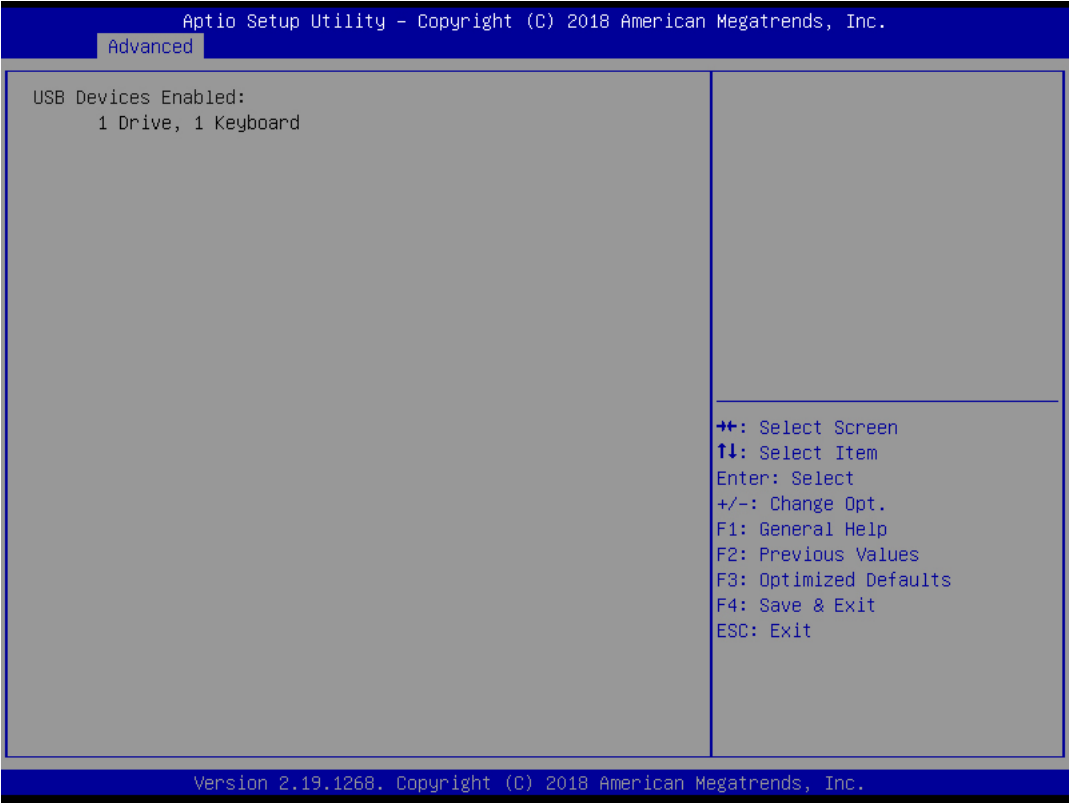 Aptio Setup Utility – Copyright (C) 2018 American Megatrends, Inc.
Advanced
USB Devices Enabled:
1 Drive, 1 Keyboard
→←: Select Screen
↑↓: Select Item
Enter: Select
+/-: Change Opt.
F1: General Help
F2: Previous Values
F3: Optimized Defaults
F4: Save & Exit
ESC: Exit
Version 2.19.1268. Copyright (C) 2018 American Megatrends, Inc.